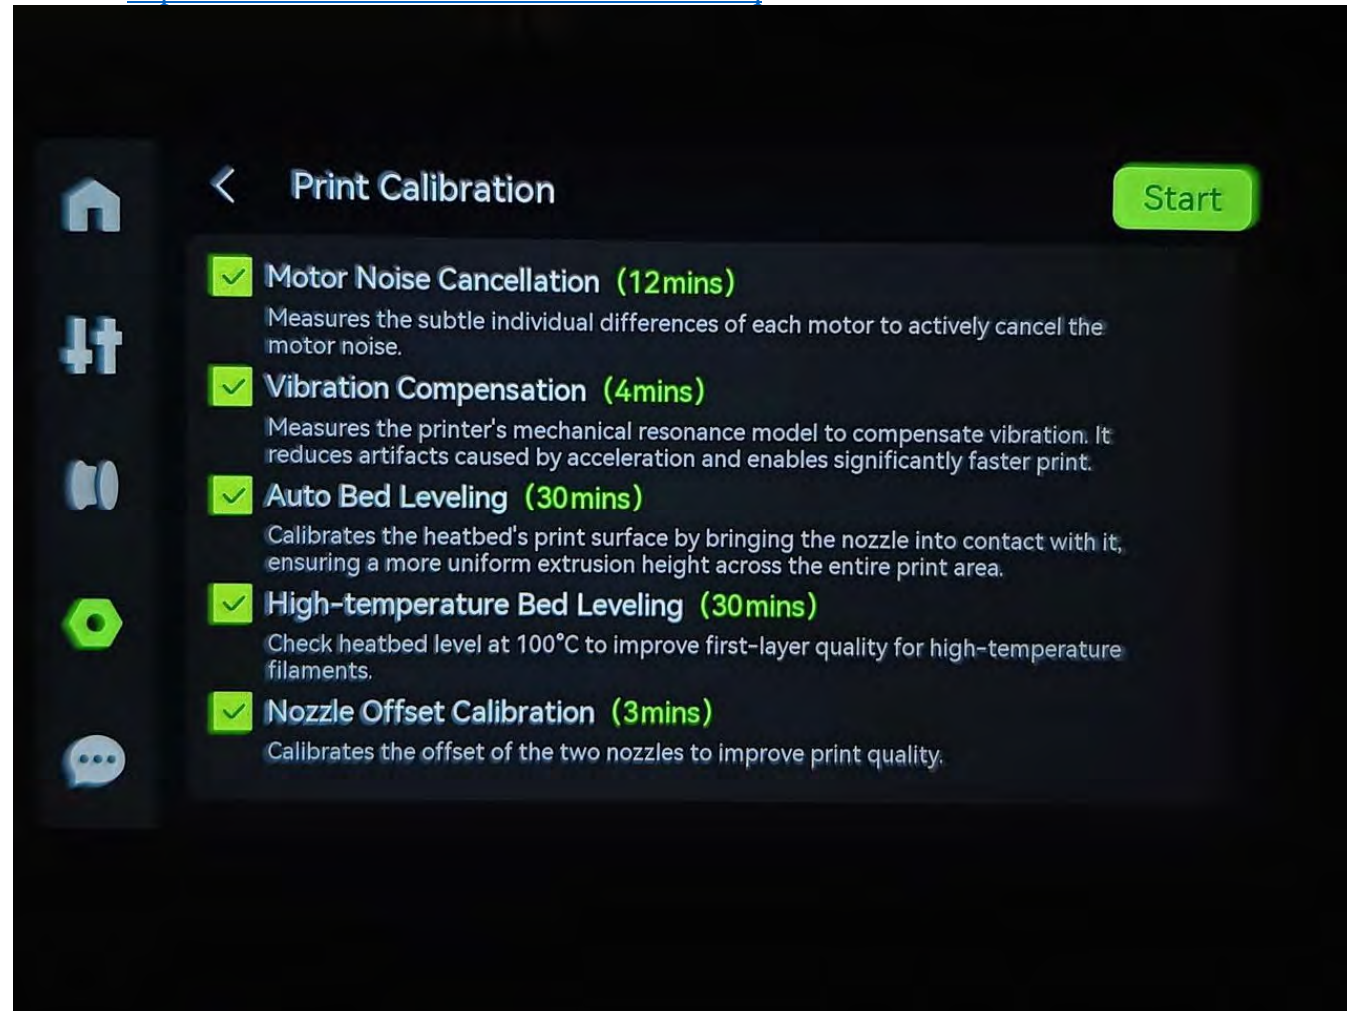 Print Calibration
Start
Motor Noise Cancellation (12mins)
Measures the subtle individual differences of each motor to actively cancel the
motor noise.
Vibration Compensation (4mins)
Measures the printer's mechanical resonance model to compensate vibration. It
reduces artifacts caused by acceleration and enables significantly faster print.
Auto Bed Leveling (30mins)
Calibrates the heatbed's print surface by bringing the nozzle into contact with it,
ensuring a more uniform extrusion height across the entire print area.
High-temperature Bed Leveling (30mins)
Check heatbed level at 100°C to improve first-layer quality for high-temperature
filaments.
Nozzle Offset Calibration (3mins)
Calibrates the offset of the two nozzles to improve print quality.